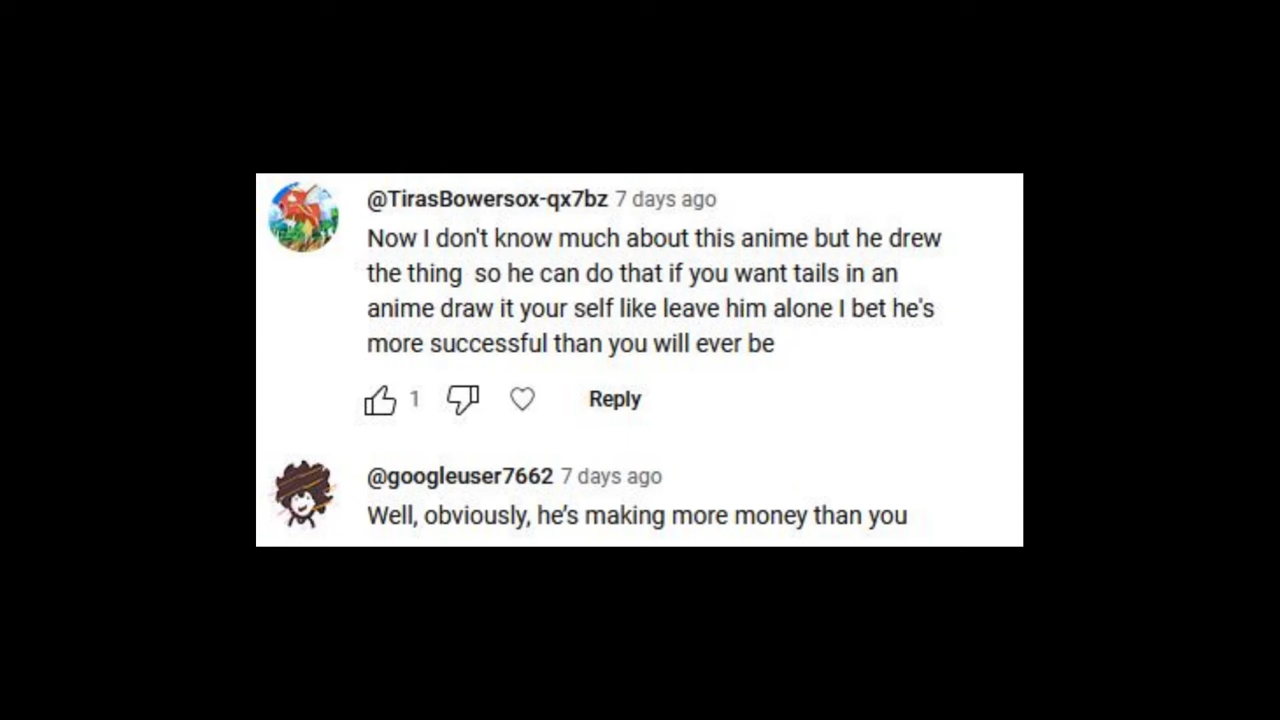 @TirasBowersox-qx7bz 7 days ago
Now I don't know much about this anime but he drew
the thing  so he can do that if you want tails in an
anime draw it your self like leave him alone I bet he's
more successful than you will ever be
1 Reply
@googleuser7662 7 days ago
Well, obviously, he’s making more money than you